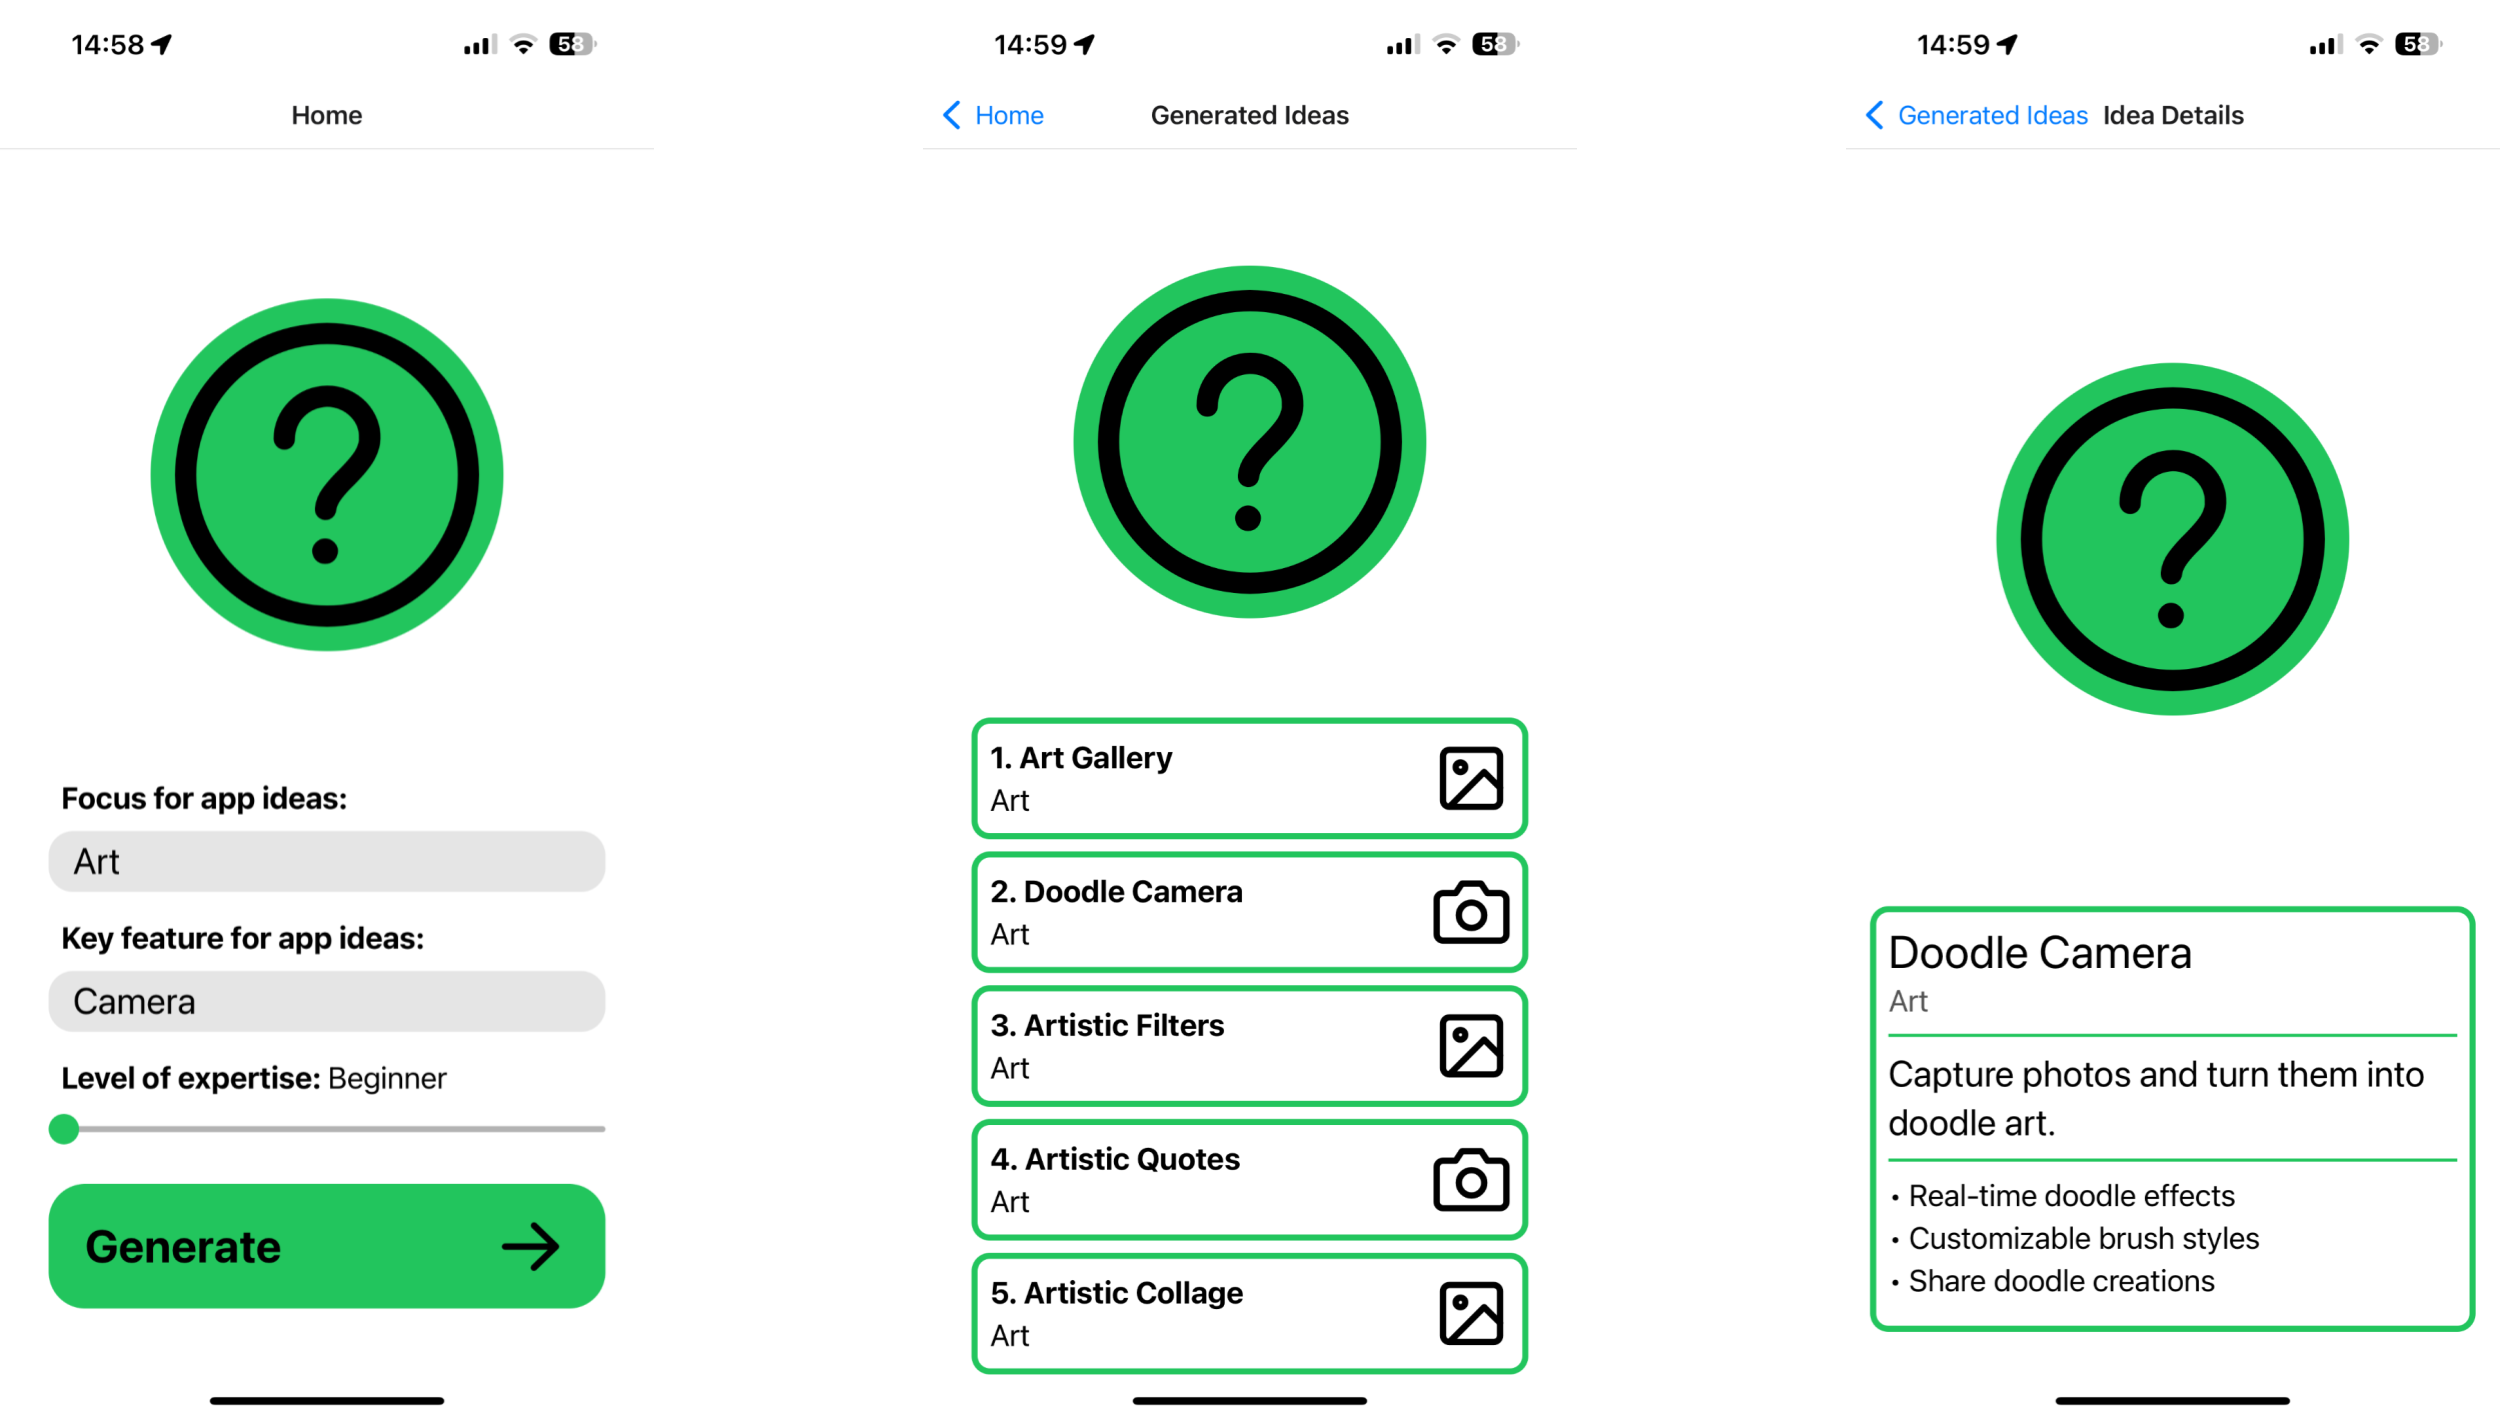 14:58
58
Home
?
Focus for app ideas:
Art
Key feature for app ideas:
Camera
Level of expertise: Beginner
Generate
14:59
58
Home
Generated Ideas
?
1. Art Gallery
Art
2. Doodle Camera
Art
3. Artistic Filters
Art
4. Artistic Quotes
Art
5. Artistic Collage
Art
14:59
58
Generated Ideas
Idea Details
?
Doodle Camera
Art
Capture photos and turn them into
doodle art.
• Real-time doodle effects
• Customizable brush styles
• Share doodle creations